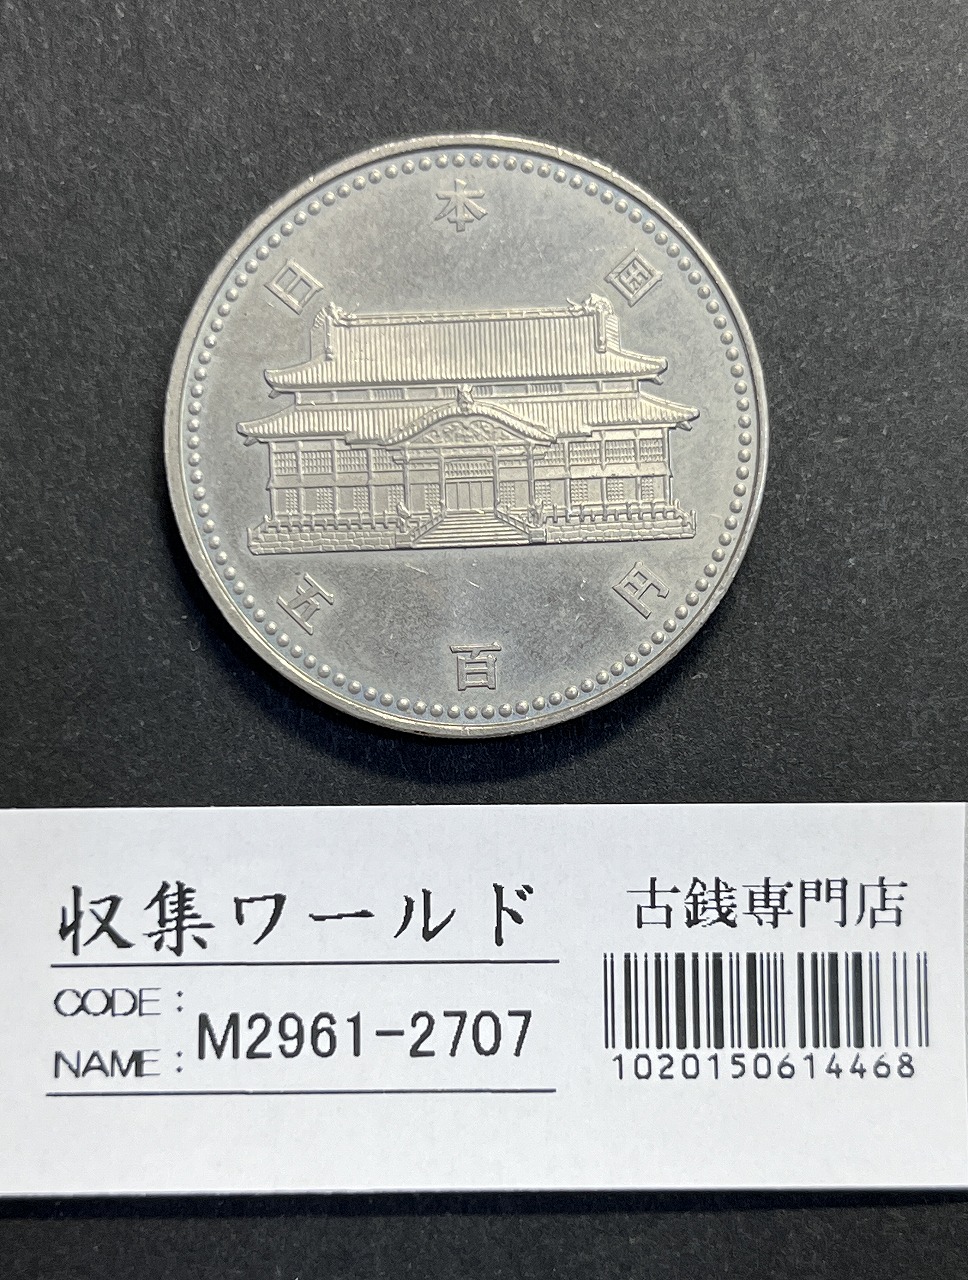 日本国
五百円
収集ワールド
古銭専門店
CODE:
M2961-2707
NAME:
1020150614468